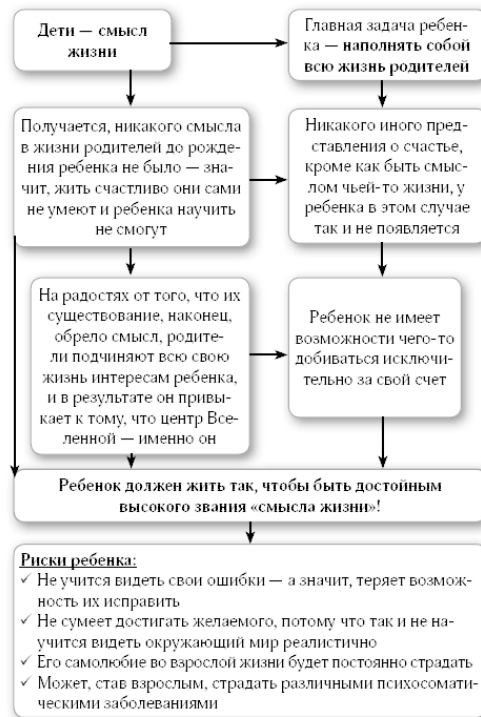 Дети — смысл
жизни
Главная задача ребен-
ка — наполнять собой
всю жизнь родителей
Получается, никакого смысла
в жизни родителей до рожде-
ния ребенка не было — зна-
чит, жить счастливо они сами
не умеют и ребенка научить
не смогут
Никакого иного пред-
ставления о счастье,
кроме как быть смыс-
лом чьей-то жизни, у
ребенка в этом случае
так и не появляется
На радостях от того, что их
существование, наконец,
обрело смысл, родите-
ли подчиняют всю свою
жизнь интересам ребенка,
и в результате он привы-
кает к тому, что центр Все-
ленной — именно он
Ребенок не имеет
возможности чего-то
добиваться исключи-
тельно за свой счет
Ребенок должен жить так, чтобы быть достойным
высокого звания «смысла жизни»!
Риски ребенка:
✓ Не учится видеть свои ошибки — а значит, теряет возмож-
ность их исправить
✓ Не сумеет достигать желаемого, потому что так и не на-
учится видеть окружающий мир реалистично
✓ Его самолюбие во взрослой жизни будет постоянно страдать
✓ Может, став взрослым, страдать различными психосомати-
ческими заболеваниями